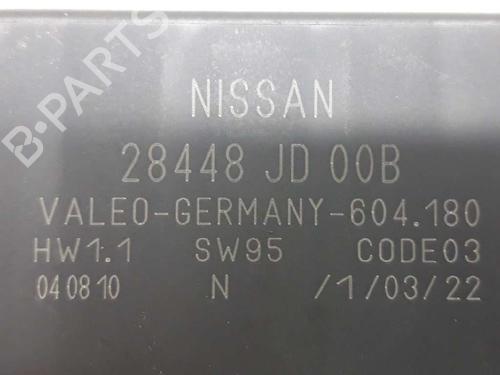 B-PARTS
NISSAN
28448 JD 00B
VALEO-GERMANY-604.180
HW1.1 SW95 CODE03
040810 N /1/03/22